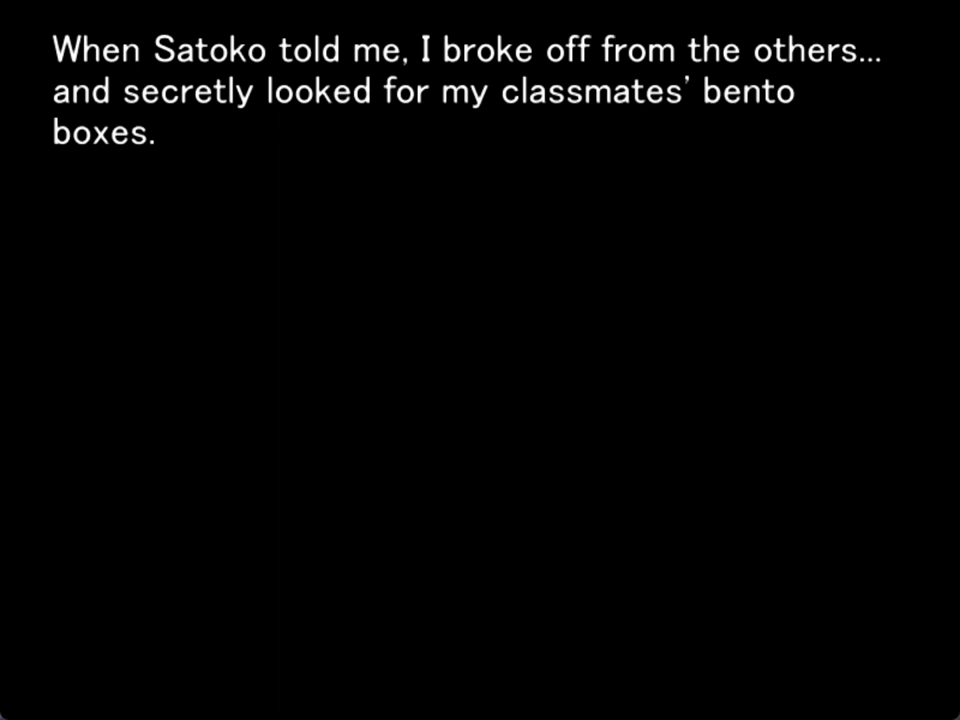 When Satoko told me, I broke off from the others...
and secretly looked for my classmates’ bento
boxes.